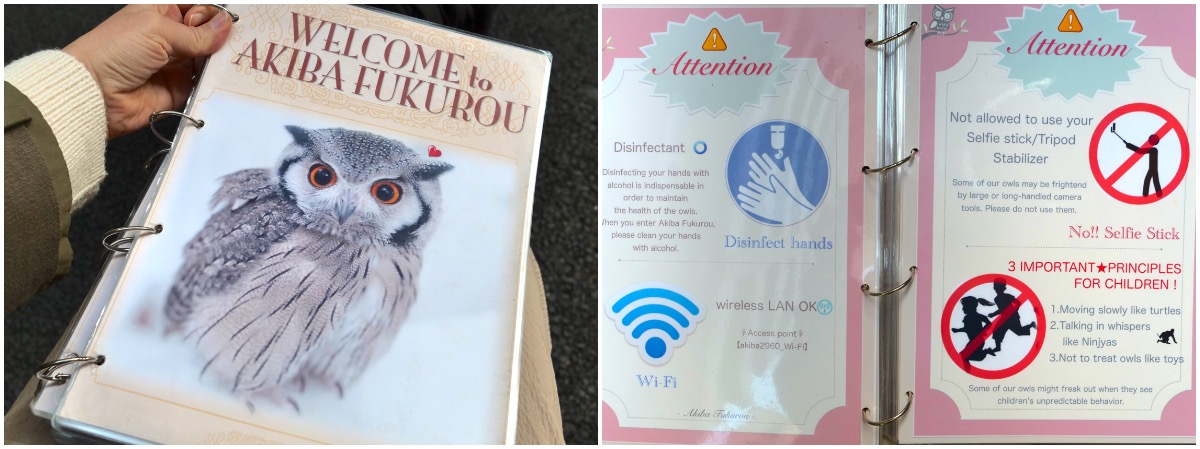 WELCOME to
AKIBA FUKUROU
Attention
Disinfectant
Disinfecting your hands with
alcohol is indispensable in
order to maintain
the health of the owls.
When you enter Akiba Fukurou,
please clean your hands
with alcohol.
Disinfect hands
wireless LAN OK
Access point
【akiba2960_Wi-Fi】
Wi-Fi
- Akiba Fukurou -
Attention
Not allowed to use your
Selfie stick/Tripod
Stabilizer
Some of our owls may be frightend
by large or long-handled camera
tools. Please do not use them.
No!! Selfie Stick
3 IMPORTANT★PRINCIPLES
FOR CHILDREN !
1.Moving slowly like turtles
2.Talking in whispers
like Ninjyas
3.Not to treat owls like toys
Some of our owls might freak out when they see
children's unpredictable behavior.